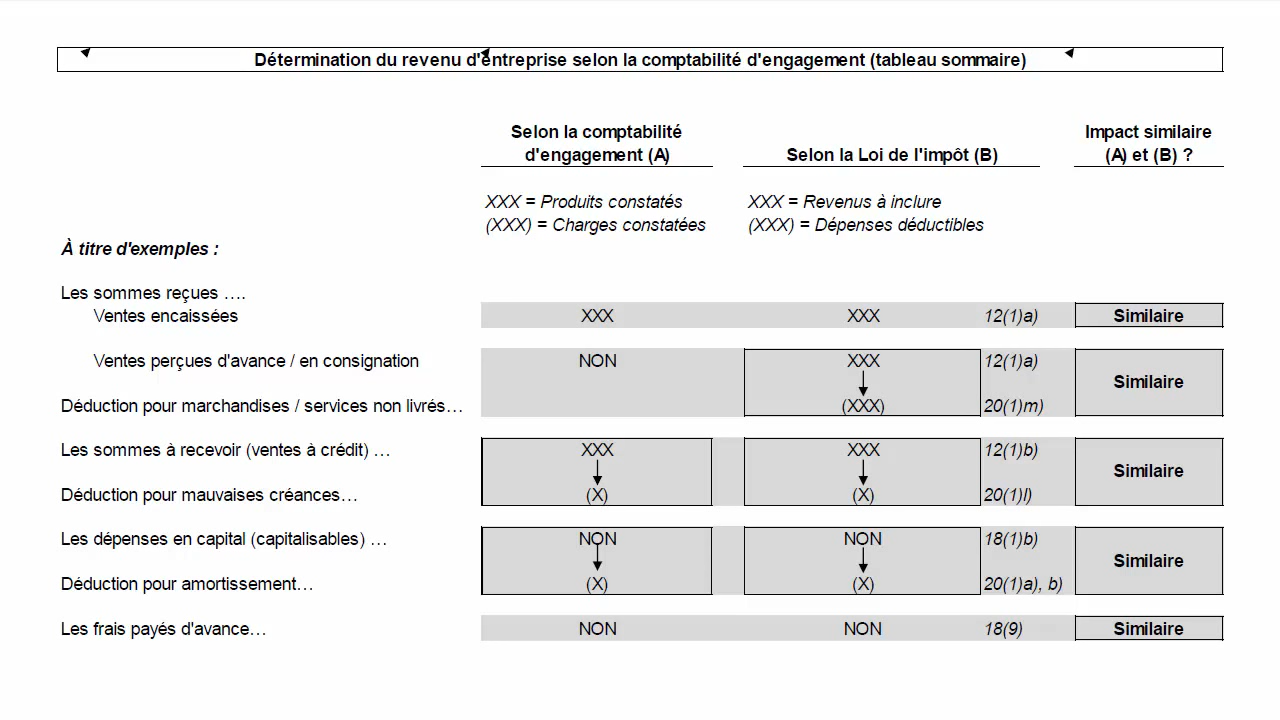 Détermination du revenu d'entreprise selon la comptabilité d'engagement (tableau sommaire)
Selon la comptabilité d'engagement (A)
Selon la Loi de l'impôt (B)
Impact similaire (A) et (B) ?
XXX = Produits constatés
XXX = Revenus à inclure
(XXX) = Charges constatées
(XXX) = Dépenses déductibles
À titre d'exemples :
Les sommes reçues ….
Ventes encaissées XXX XXX 12(1)a) Similaire
Ventes perçues d'avance / en consignation NON XXX 12(1)a)
Similaire
Déduction pour marchandises / services non livrés… (XXX) 20(1)m)
Les sommes à recevoir (ventes à crédit) … XXX XXX 12(1)b)
Similaire
Déduction pour mauvaises créances… (X) (X) 20(1)l)
Les dépenses en capital (capitalisables) … NON NON 18(1)b)
Similaire
Déduction pour amortissement… (X) (X) 20(1)a), b)
Les frais payés d'avance… NON NON 18(9) Similaire